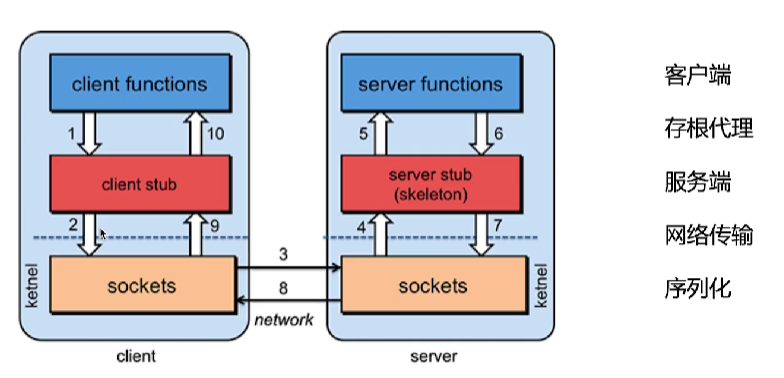 client functions
server functions
1
10
5
6
client stub
server stub
(skeleton)
2
9
4
7
ketnel
sockets
3
8
network
sockets
ketnel
client
server
客户端
存根代理
服务端
网络传输
序列化